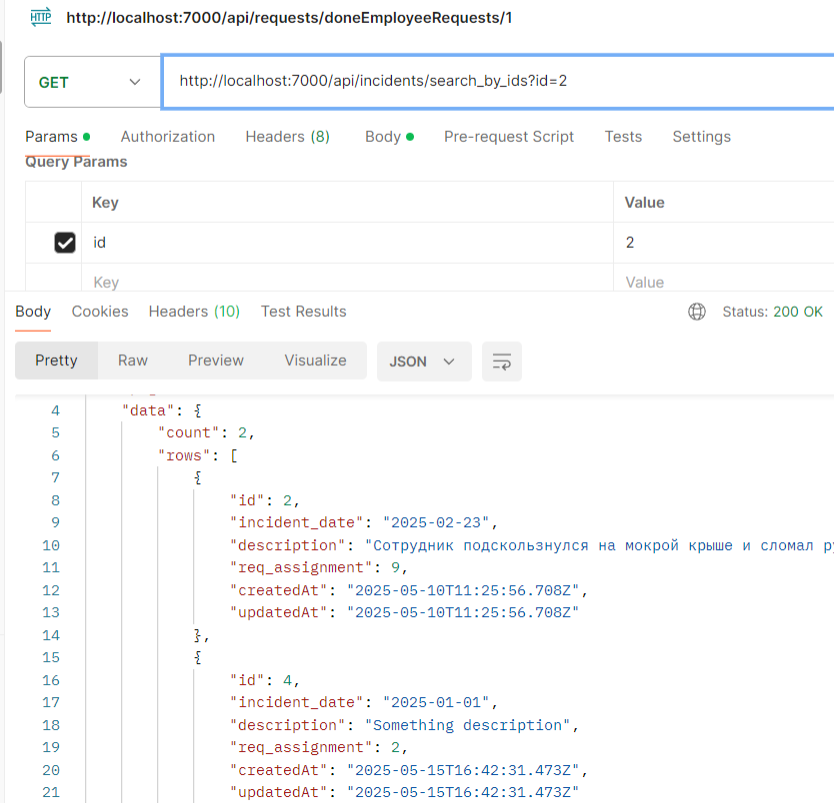 HTTP http://localhost:7000/api/requests/doneEmployeeRequests/1
GET http://localhost:7000/api/incidents/search_by_ids?id=2
Params Authorization Headers (8) Body Pre-request Script Tests Settings
Query Params
Key Value
id 2
Key Value
Body Cookies Headers (10) Test Results Status: 200 OK
Pretty Raw Preview Visualize JSON
4 "data": {
5 "count": 2,
6 "rows": [
7 {
8 "id": 2,
9 "incident_date": "2025-02-23",
10 "description": "Сотрудник подскользнулся на мокрой крыше и сломал
11 "req_assignment": 9,
12 "createdAt": "2025-05-10T11:25:56.708Z",
13 "updatedAt": "2025-05-10T11:25:56.708Z"
14 },
15 {
16 "id": 4,
17 "incident_date": "2025-01-01",
18 "description": "Something description",
19 "req_assignment": 2,
20 "createdAt": "2025-05-15T16:42:31.473Z",
21 "updatedAt": "2025-05-15T16:42:31.473Z"